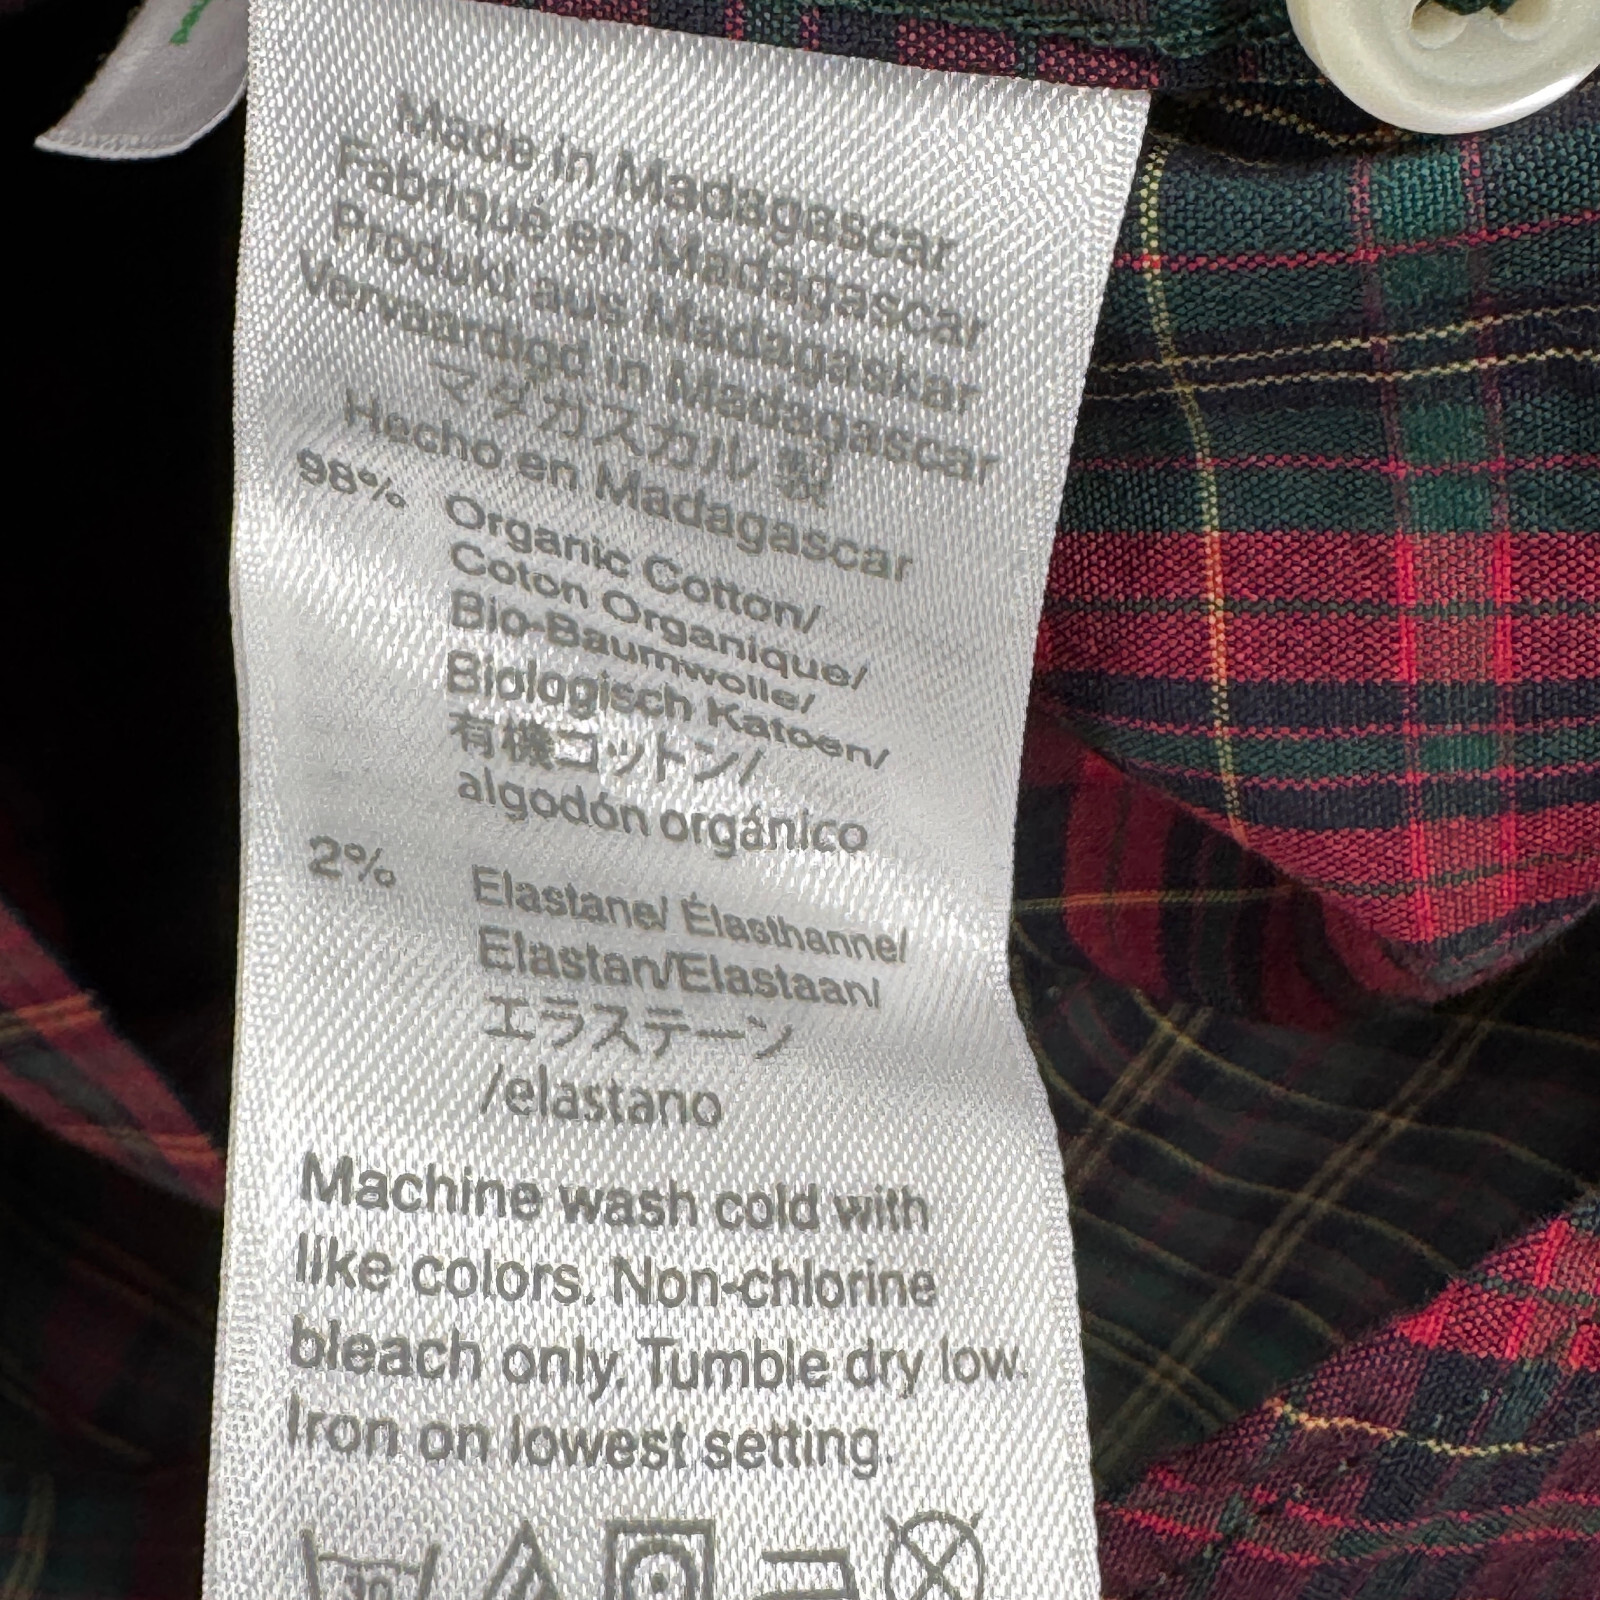 Made in Madagascar
Fabriqué en Madagascar
Produkt aus Madagaskar
Vervaardigd in Madagascar
マダガスカル 製
Hecho en Madagascar
98% Organic Cotton/
Coton Organique/
Bio-Baumwolle/
Biologisch Katoen/
有機コットン/
algodón orgánico
2% Elastane/ Élasthanne/
Elastan/Elastaan/
エラステーン
/elastano
Machine wash cold with
like colors. Non-chlorine
bleach only. Tumble dry low.
Iron on lowest setting.
30